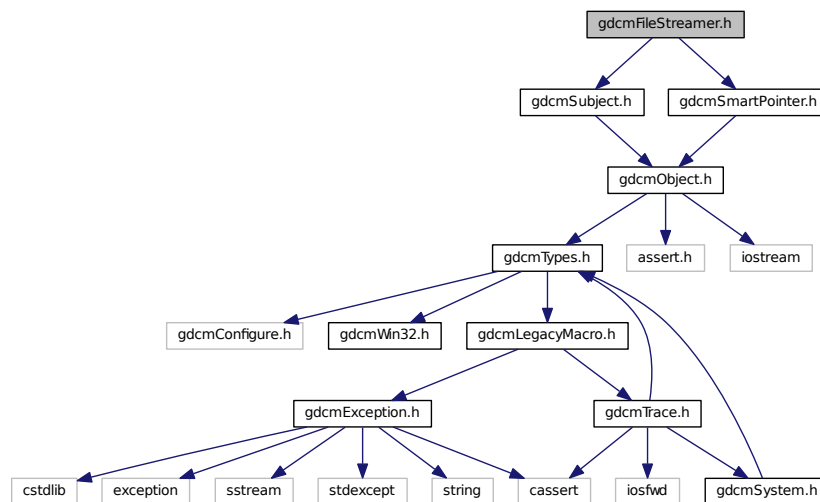 gdcmFileStreamer.h
gdcmSubject.h
gdcmSmartPointer.h
gdcmObject.h
gdcmTypes.h
assert.h
iostream
gdcmConfigure.h
gdcmWin32.h
gdcmLegacyMacro.h
gdcmException.h
gdcmTrace.h
cstdlib
exception
sstream
stdexcept
string
cassert
iosfwd
gdcmSystem.h